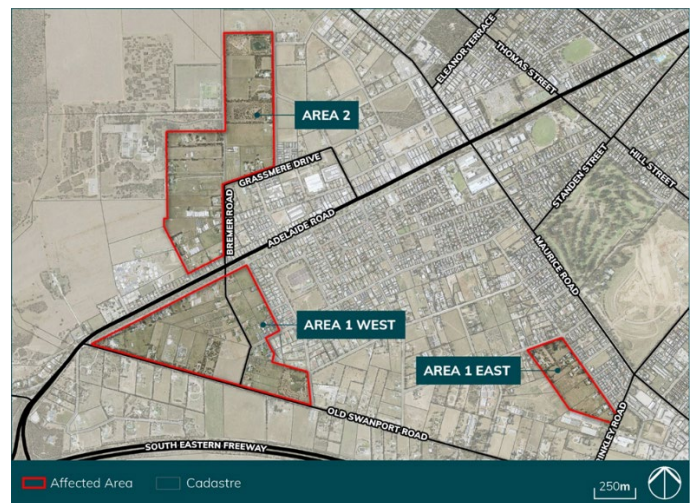 ELEANOR TERRACE
THOMAS STREET
AREA 2
HILL STREET
STANDEN STREET
GRASSMERE DRIVE
BREMER ROAD
ADELAIDE ROAD
MAURICE ROAD
AREA 1 WEST
AREA 1 EAST
OLD SWANPORT ROAD
INKLEY ROAD
SOUTH EASTERN FREEWAY
Affected Area
Cadastre
250m